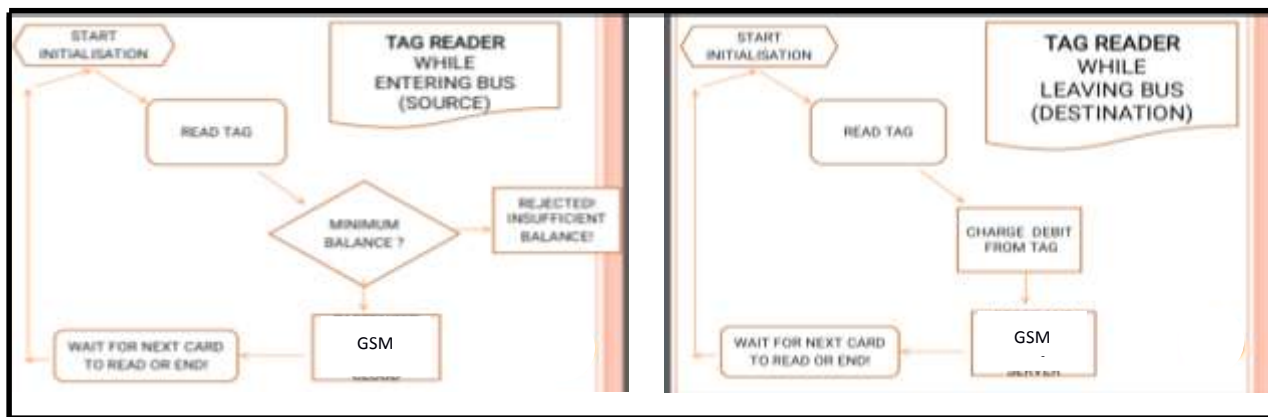 START
INITIALISATION
TAG READER
WHILE
ENTERING BUS
(SOURCE)
READ TAG
MINIMUM
BALANCE ?
REJECTED!
INSUFFICIENT
BALANCE!
GSM
CLOUD
WAIT FOR NEXT CARD
TO READ OR END!
START
INITIALISATION
TAG READER
WHILE
LEAVING BUS
(DESTINATION)
READ TAG
CHARGE DEBIT
FROM TAG
GSM
SERVER
WAIT FOR NEXT CARD
TO READ OR END!